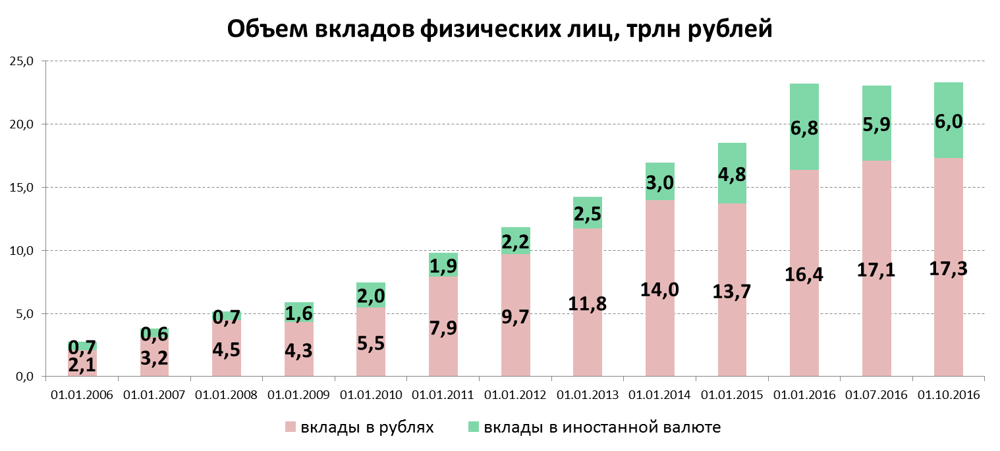 Объем вкладов физических лиц, трлн рублей
25,0
20,0
15,0
10,0
5,0
0,0
0,7 0,6 0,7 1,6 2,0 1,9 2,2 2,5 3,0 4,8 6,8 5,9 6,0
2,1 3,2 4,5 4,3 5,5 7,9 9,7 11,8 14,0 13,7 16,4 17,1 17,3
01.01.2006 01.01.2007 01.01.2008 01.01.2009 01.01.2010 01.01.2011 01.01.2012 01.01.2013 01.01.2014 01.01.2015 01.01.2016 01.07.2016 01.10.2016
вклады в рублях вклады в иностанной валюте